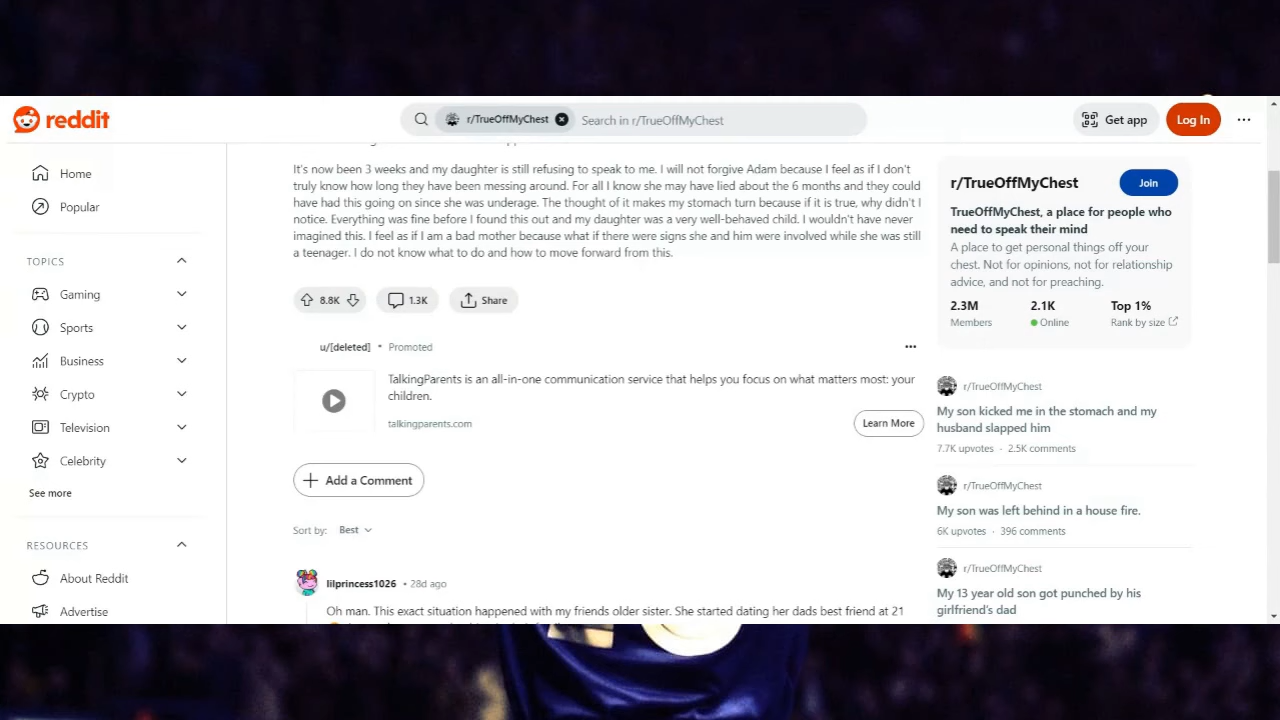 reddit
r/TrueOffMyChest
Search in r/TrueOffMyChest
Get app
Log In
Home
Popular
TOPICS
Gaming
Sports
Business
Crypto
Television
Celebrity
See more
RESOURCES
About Reddit
Advertise
It's now been 3 weeks and my daughter is still refusing to speak to me. I will not forgive Adam because I feel as if I don't
truly know how long they have been messing around. For all I know she may have lied about the 6 months and they could
have had this going on since she was underage. The thought of it makes my stomach turn because if it is true, why didn't I
notice. Everything was fine before I found this out and my daughter was a very well-behaved child. I wouldn't have never
imagined this. I feel as if I am a bad mother because what if there were signs she and him were involved while she was still
a teenager. I do not know what to do and how to move forward from this.
8.8K
1.3K
Share
u/[deleted] • Promoted
TalkingParents is an all-in-one communication service that helps you focus on what matters most: your
children.
talkingparents.com
Learn More
Add a Comment
Sort by: Best
lilprincess1026 • 28d ago
Oh man. This exact situation happened with my friends older sister. She started dating her dads best friend at 21
r/TrueOffMyChest
Join
TrueOffMyChest, a place for people who
need to speak their mind
A place to get personal things off your
chest. Not for opinions, not for relationship
advice, and not for preaching.
2.3M 2.1K Top 1%
Members Online Rank by size
r/TrueOffMyChest
My son kicked me in the stomach and my
husband slapped him
7.7K upvotes · 2.5K comments
r/TrueOffMyChest
My son was left behind in a house fire.
6K upvotes · 396 comments
r/TrueOffMyChest
My 13 year old son got punched by his
girlfriend's dad